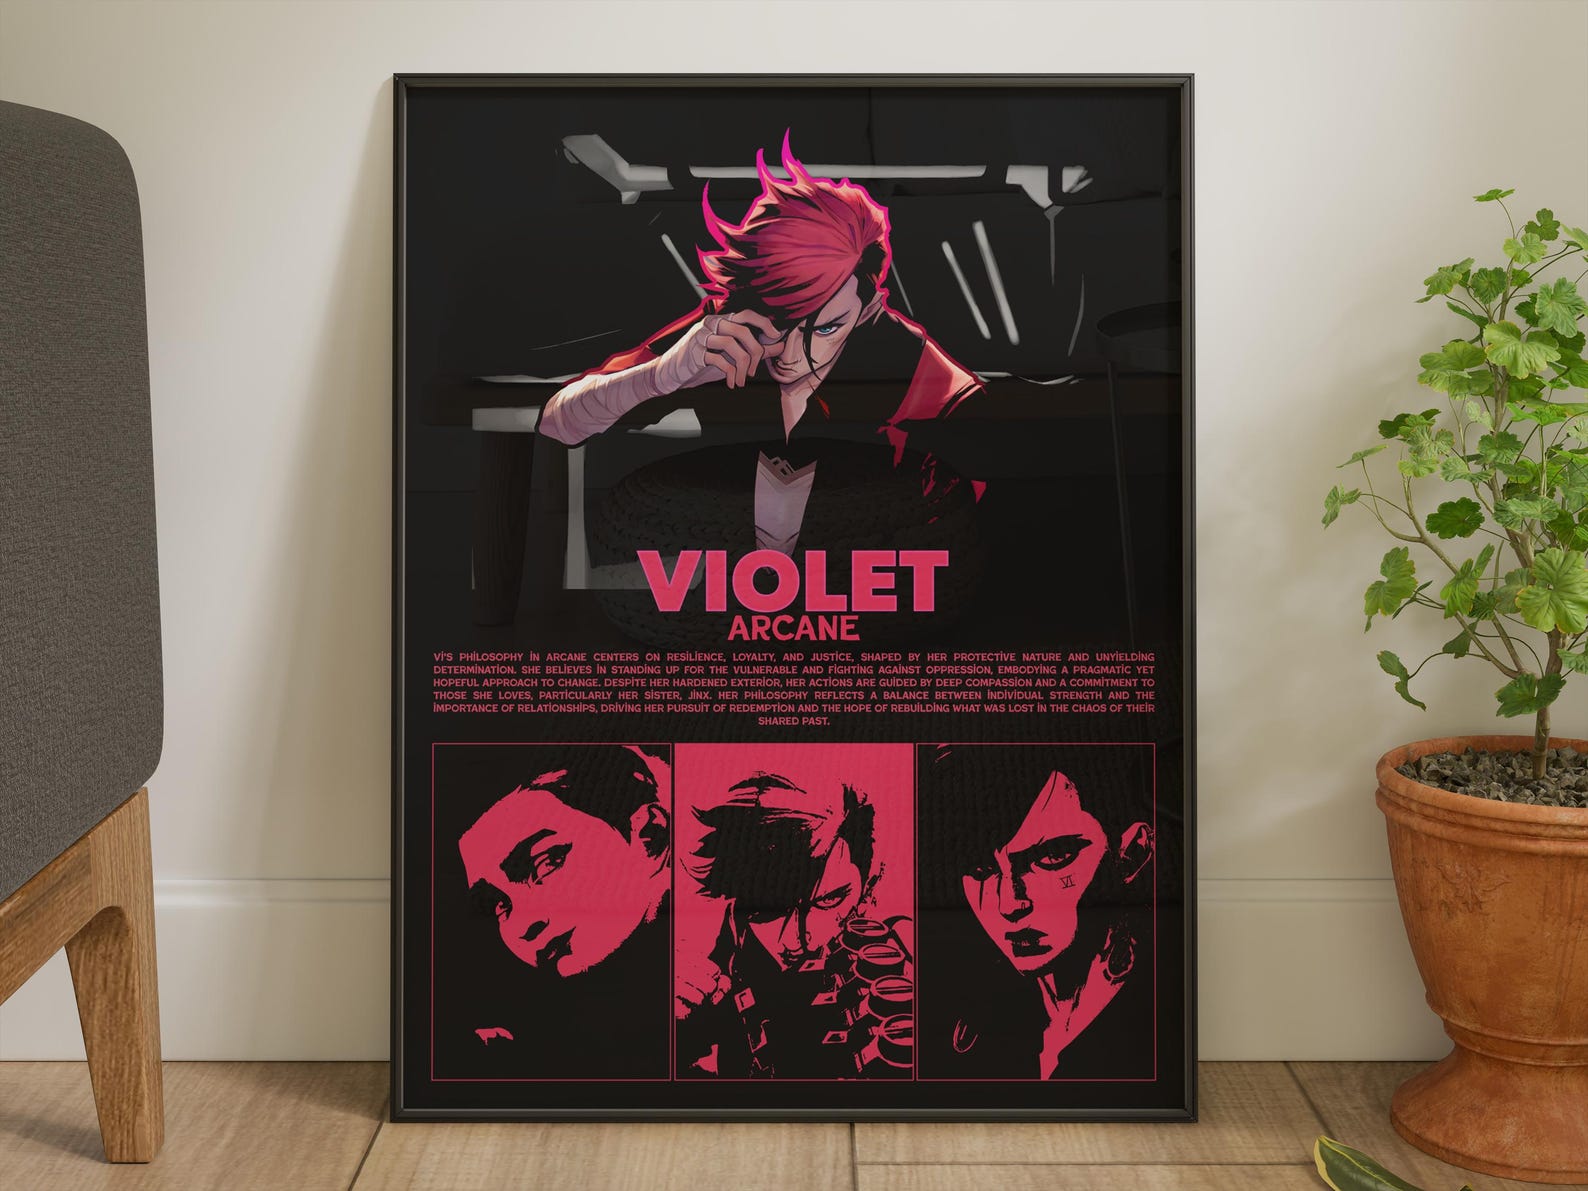 VIOLET
ARCANE
VI'S PHILOSOPHY IN ARCANE CENTERS ON RESILIENCE, LOYALTY, AND JUSTICE, SHAPED BY HER PROTECTIVE NATURE AND UNYIELDING
DETERMINATION. SHE BELIEVES IN STANDING UP FOR THE VULNERABLE AND FIGHTING AGAINST OPPRESSION, EMBODYING A PRAGMATIC YET
HOPEFUL APPROACH TO CHANGE. DESPITE HER HARDENED EXTERIOR, HER ACTIONS ARE GUIDED BY DEEP COMPASSION AND A COMMITMENT TO
THOSE SHE LOVES, PARTICULARLY HER SISTER, JINX. HER PHILOSOPHY REFLECTS A BALANCE BETWEEN INDIVIDUAL STRENGTH AND THE
IMPORTANCE OF RELATIONSHIPS, DRIVING HER PURSUIT OF REDEMPTION AND THE HOPE OF REBUILDING WHAT WAS LOST IN THE CHAOS OF THEIR
SHARED PAST.
VI